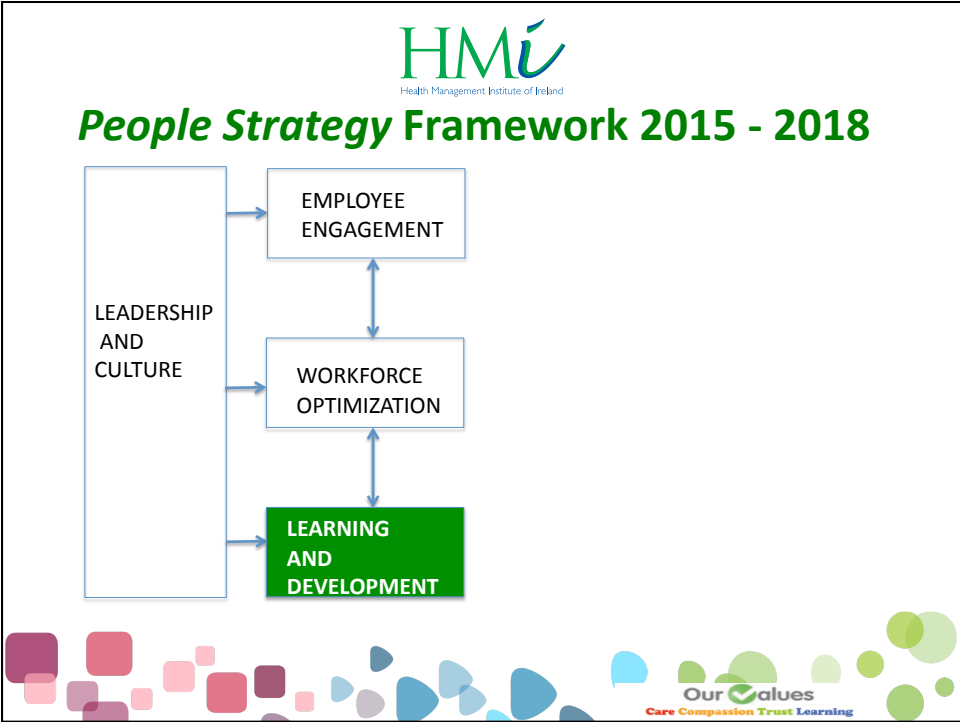 HMi
Health Management Institute of Ireland
People Strategy Framework 2015 - 2018
EMPLOYEE
ENGAGEMENT
LEADERSHIP
AND
CULTURE
WORKFORCE
OPTIMIZATION
LEARNING
AND
DEVELOPMENT
Our Values
Care Compassion Trust Learning